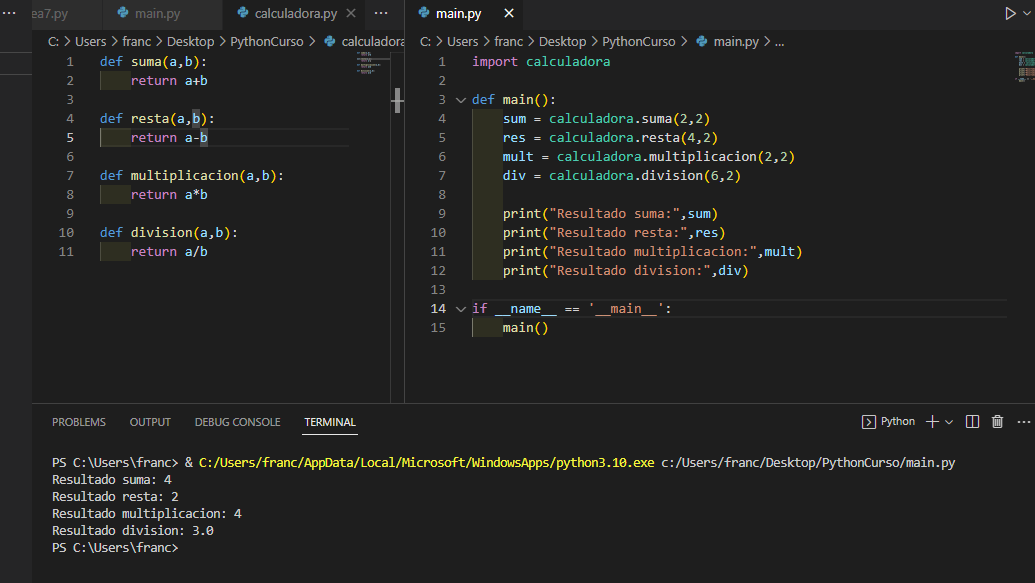 ea7.py main.py calculadora.py main.py
C: > Users > franc > Desktop > PythonCurso > calculadora
1 def suma(a,b):
2     return a+b
3
4 def resta(a,b):
5     return a-b
6
7 def multiplicacion(a,b):
8     return a*b
9
10 def division(a,b):
11     return a/b
C: > Users > franc > Desktop > PythonCurso > main.py > ...
1 import calculadora
2
3 def main():
4     sum = calculadora.suma(2,2)
5     res = calculadora.resta(4,2)
6     mult = calculadora.multiplicacion(2,2)
7     div = calculadora.division(6,2)
8
9     print("Resultado suma:",sum)
10     print("Resultado resta:",res)
11     print("Resultado multiplicacion:",mult)
12     print("Resultado division:",div)
13
14 if __name__ == '__main__':
15     main()
PROBLEMS OUTPUT DEBUG CONSOLE TERMINAL Python
PS C:\Users\franc> & C:/Users/franc/AppData/Local/Microsoft/WindowsApps/python3.10.exe c:/Users/franc/Desktop/PythonCurso/main.py
Resultado suma: 4
Resultado resta: 2
Resultado multiplicacion: 4
Resultado division: 3.0
PS C:\Users\franc>